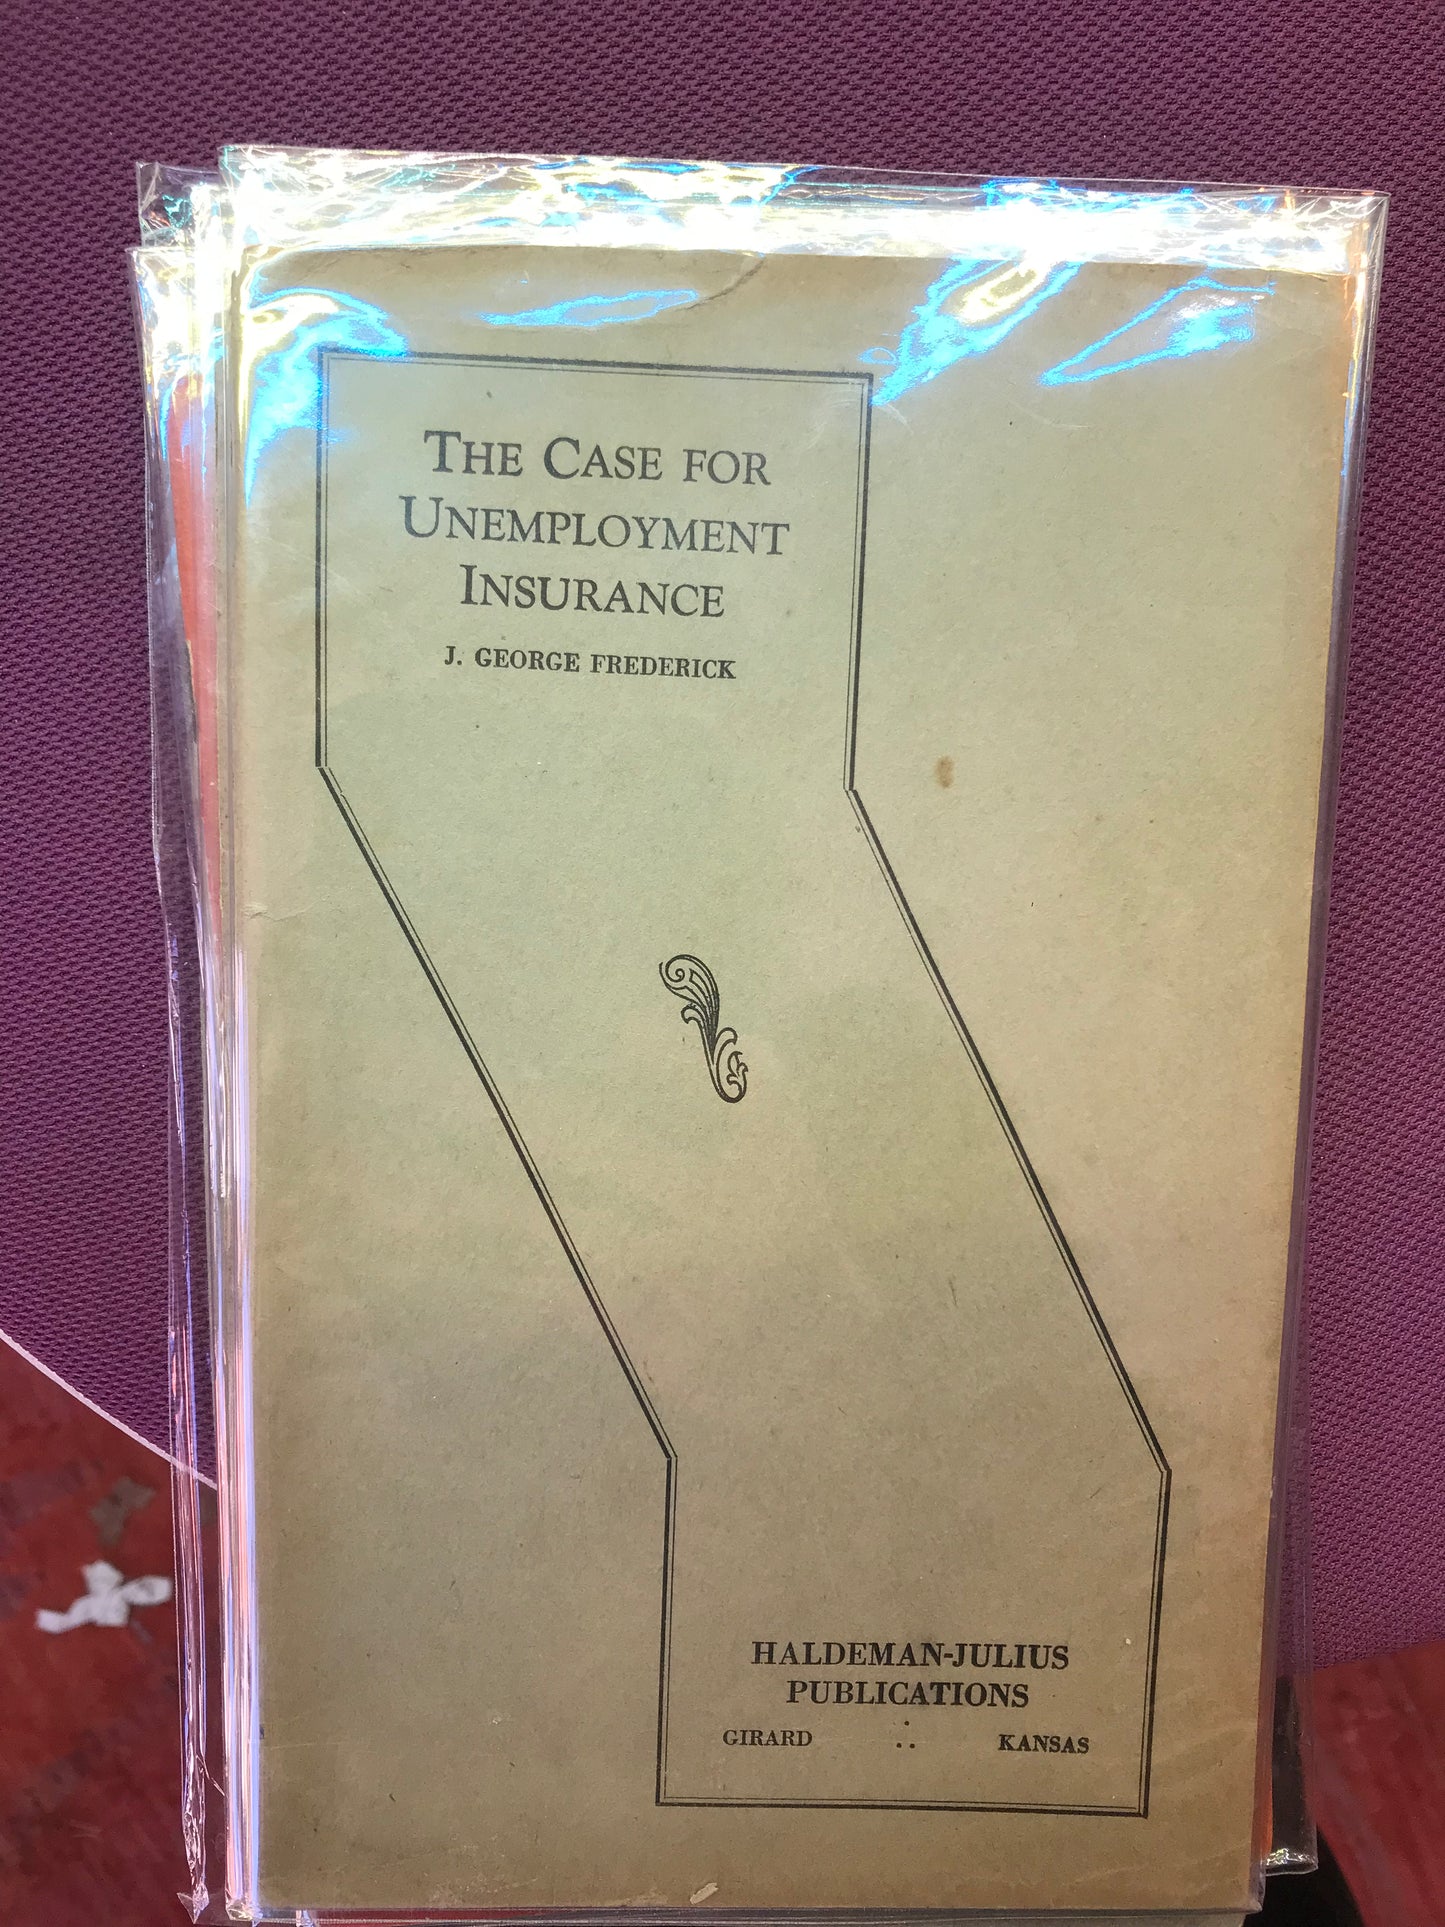 THE CASE FOR
UNEMPLOYMENT
INSURANCE
J. GEORGE FREDERICK
HALDEMAN-JULIUS
PUBLICATIONS
GIRARD ∴ KANSAS